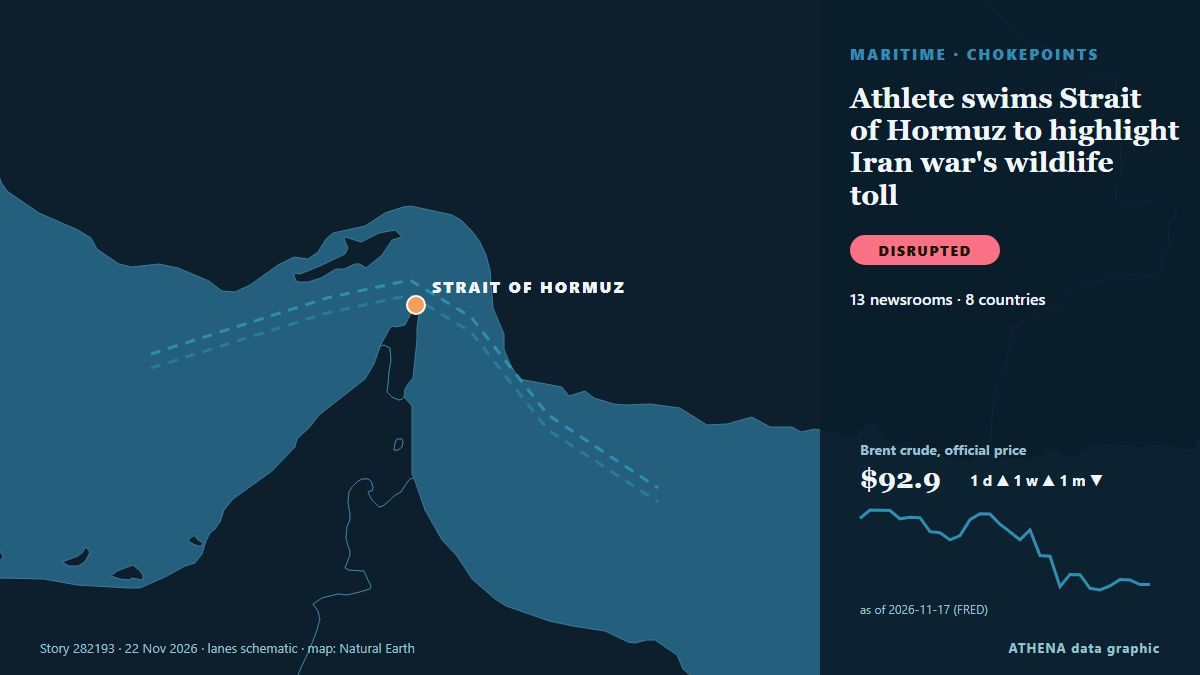 MARITIME · CHOKEPOINTS
Athlete swims Strait
of Hormuz to highlight
Iran war's wildlife
toll
DISRUPTED
13 newsrooms · 8 countries
STRAIT OF HORMUZ
Brent crude, official price
$92.9 1 d ▲ 1 w ▲ 1 m ▼
as of 2026-11-17 (FRED)
Story 282193 · 22 Nov 2026 · lanes schematic · map: Natural Earth
ATHENA data graphic